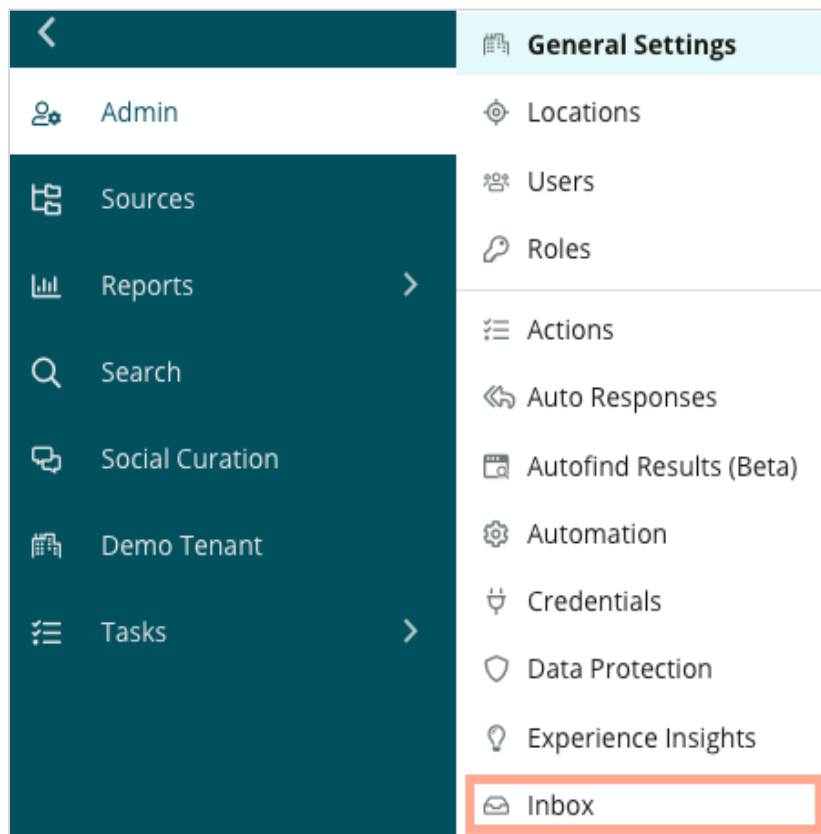 Admin
Sources
Reports
Search
Social Curation
Demo Tenant
Tasks
General Settings
Locations
Users
Roles
Actions
Auto Responses
Autofind Results (Beta)
Automation
Credentials
Data Protection
Experience Insights
Inbox